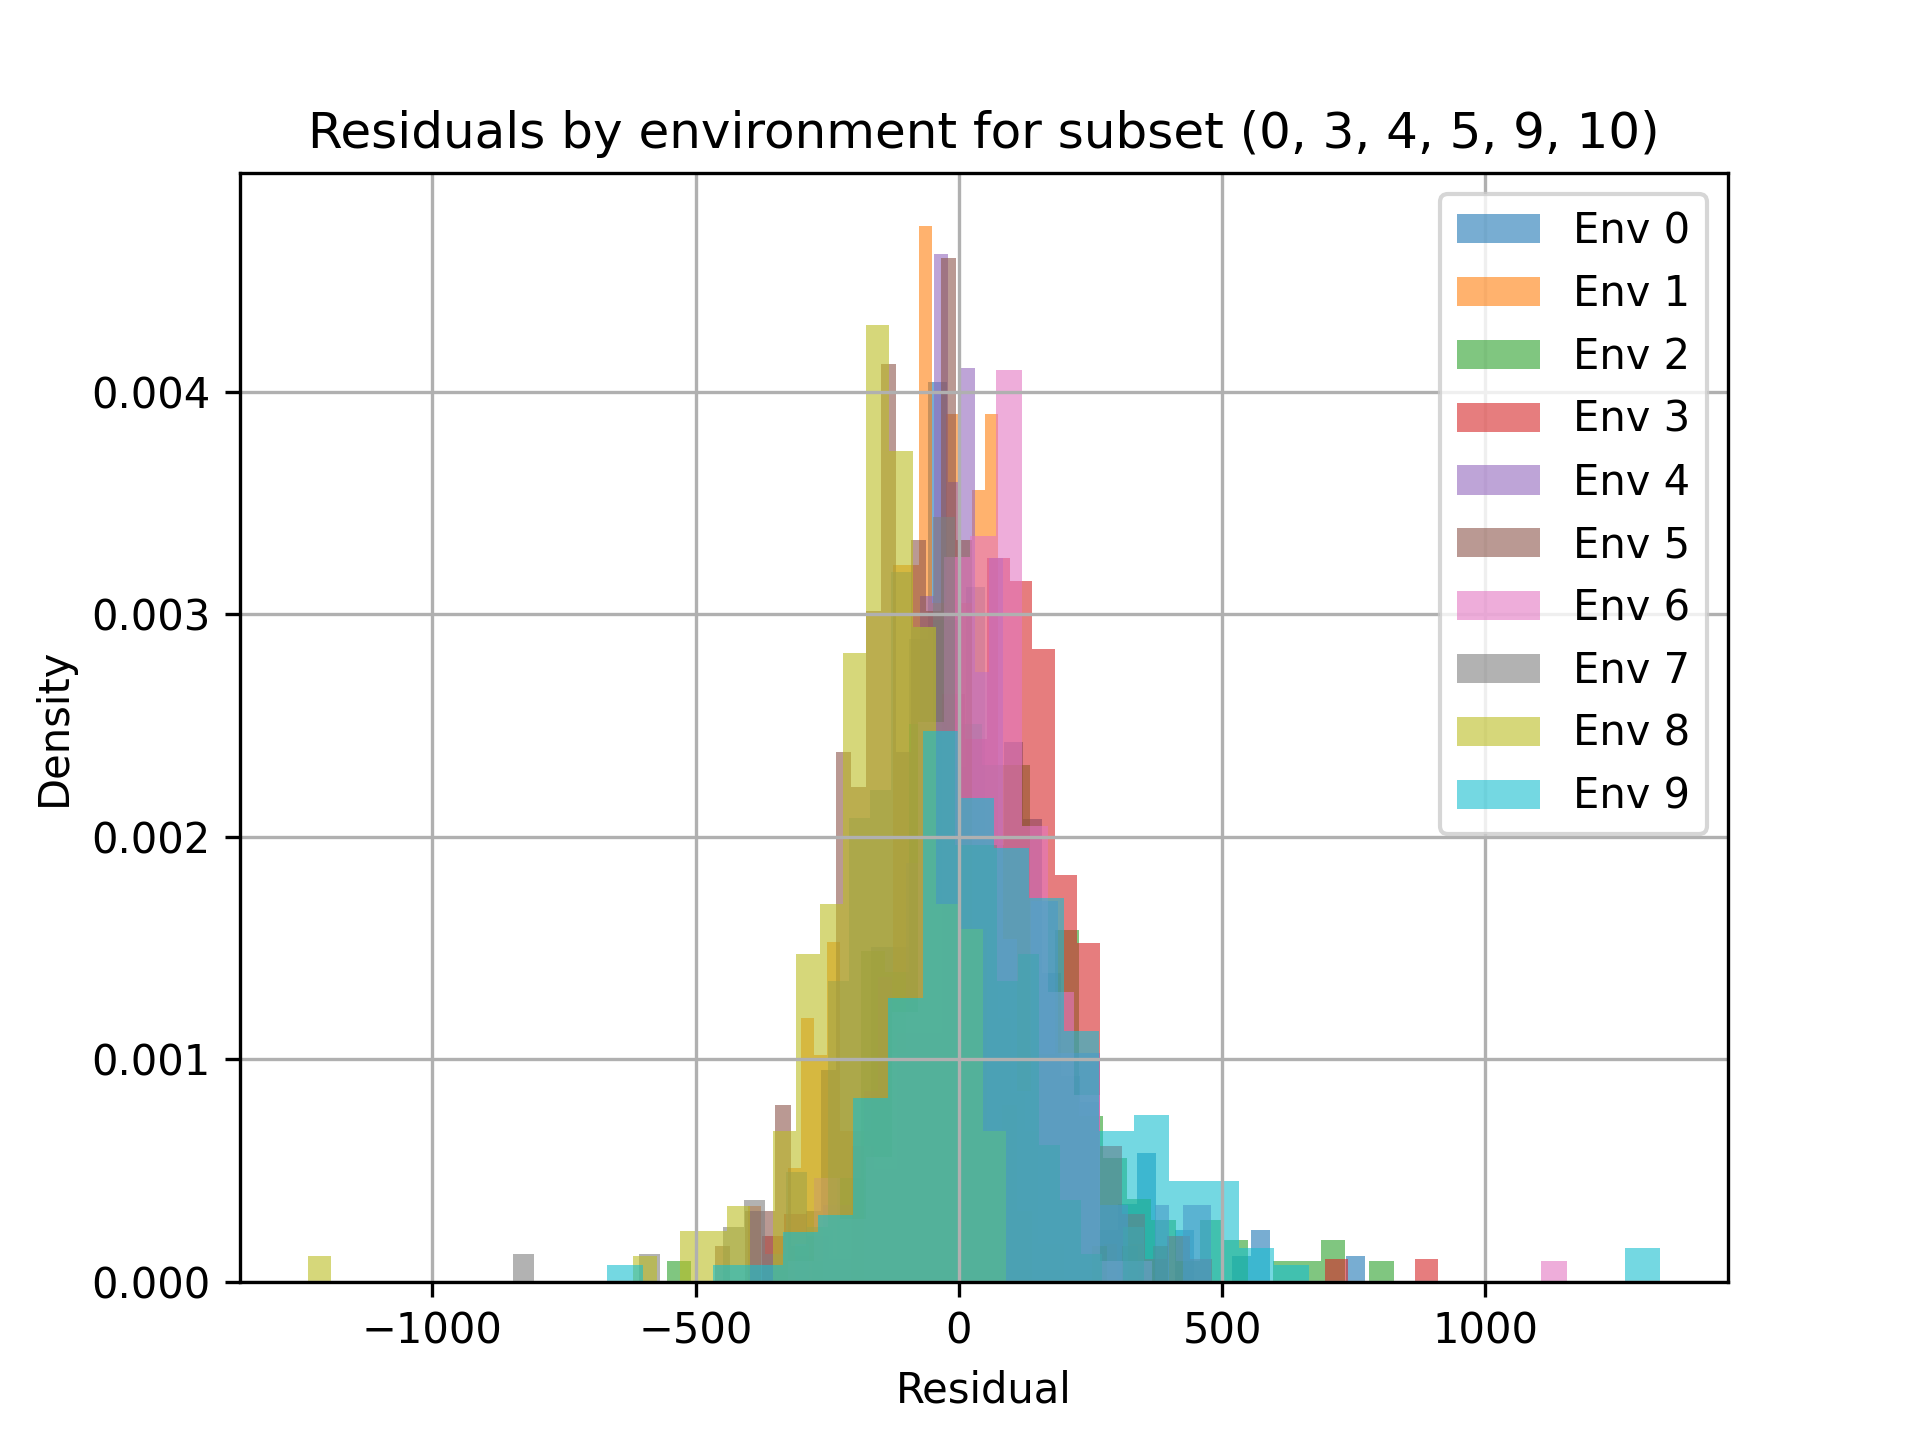 Residuals by environment for subset (0, 3, 4, 5, 9, 10)
Env 0
Env 1
Env 2
Env 3
Env 4
Env 5
Env 6
Env 7
Env 8
Env 9
Density
0.004
0.003
0.002
0.001
0.000
−1000 −500 0 500 1000
Residual